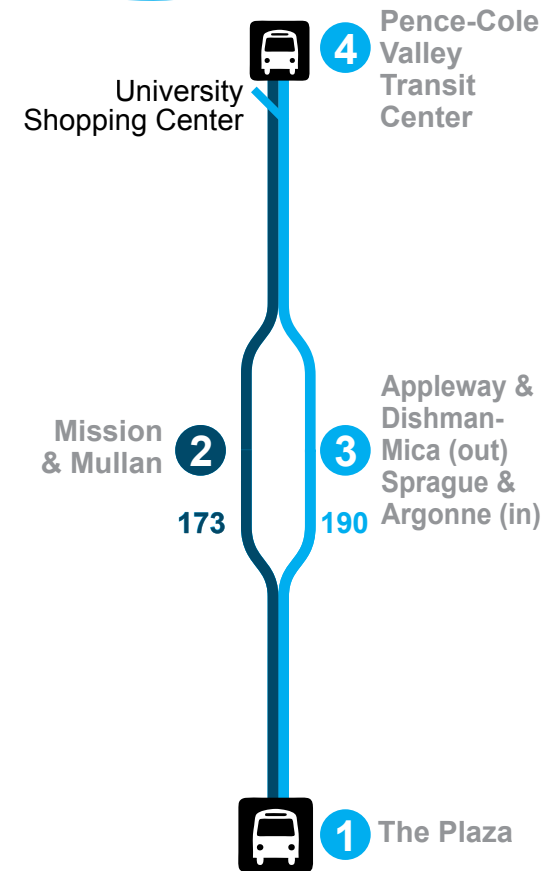 4
Pence-Cole
Valley
Transit
Center
University
Shopping Center
Mission
& Mullan
2
3
Appleway &
Dishman-
Mica (out)
Sprague &
Argonne (in)
173
190
1
The Plaza